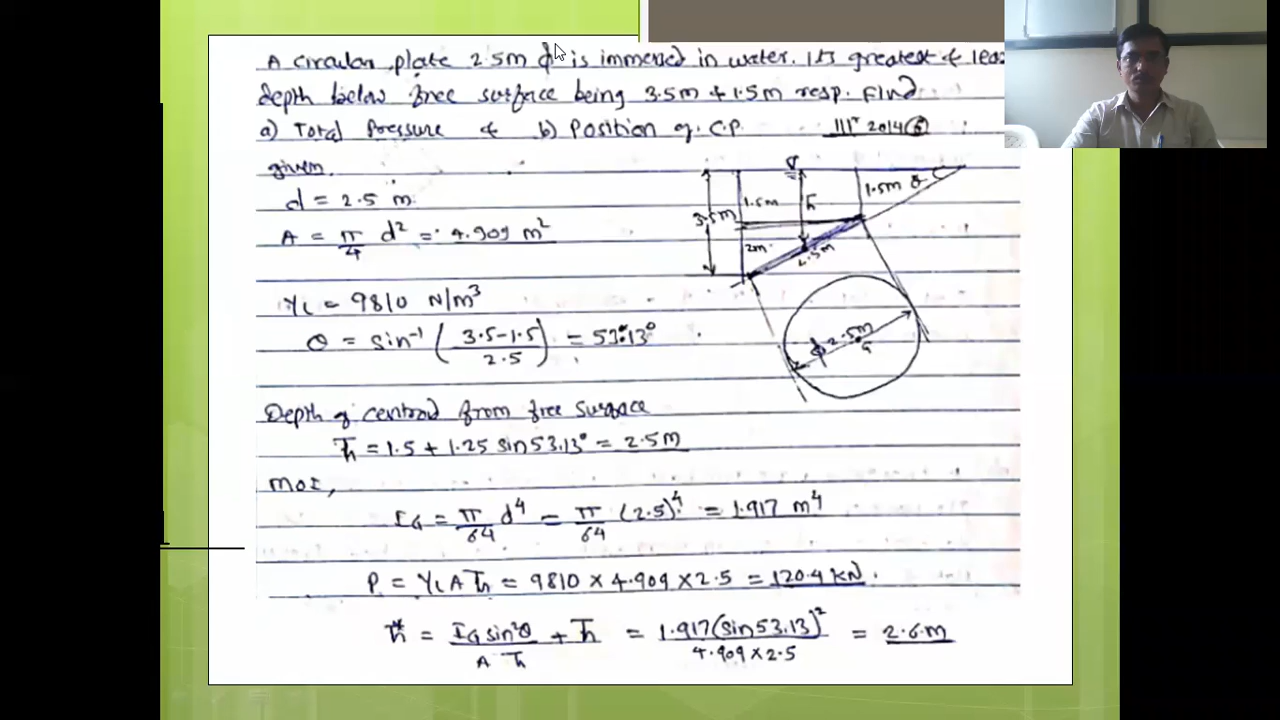 A circular plate 2.5m ϕ is immersed in water. Its greatest & leas
depth below free surface being 3.5m & 1.5m resp. Find
a) Total Pressure & b) Position of C.P. 2014 6
given
d = 2.5 m
A = π/4 d² = 4.909 m²
γL = 9810 N/m³
θ = sin⁻¹ (3.5-1.5 / 2.5) = 53.13°
1.5m
h̄
1.5m θ
3.5m
2m
2.5m
ϕ 2.5m
G
Depth of centroid from free surface
h̄ = 1.5 + 1.25 sin 53.13° = 2.5m
MOI,
IG = π/64 d⁴ = π/64 (2.5)⁴ = 1.917 m⁴
P = γL A h̄ = 9810 × 4.909 × 2.5 = 120.4 kN.
h̄* = IG sin²θ / A h̄ + h̄ = 1.917 (sin 53.13)² / 4.909 × 2.5 = 2.6m